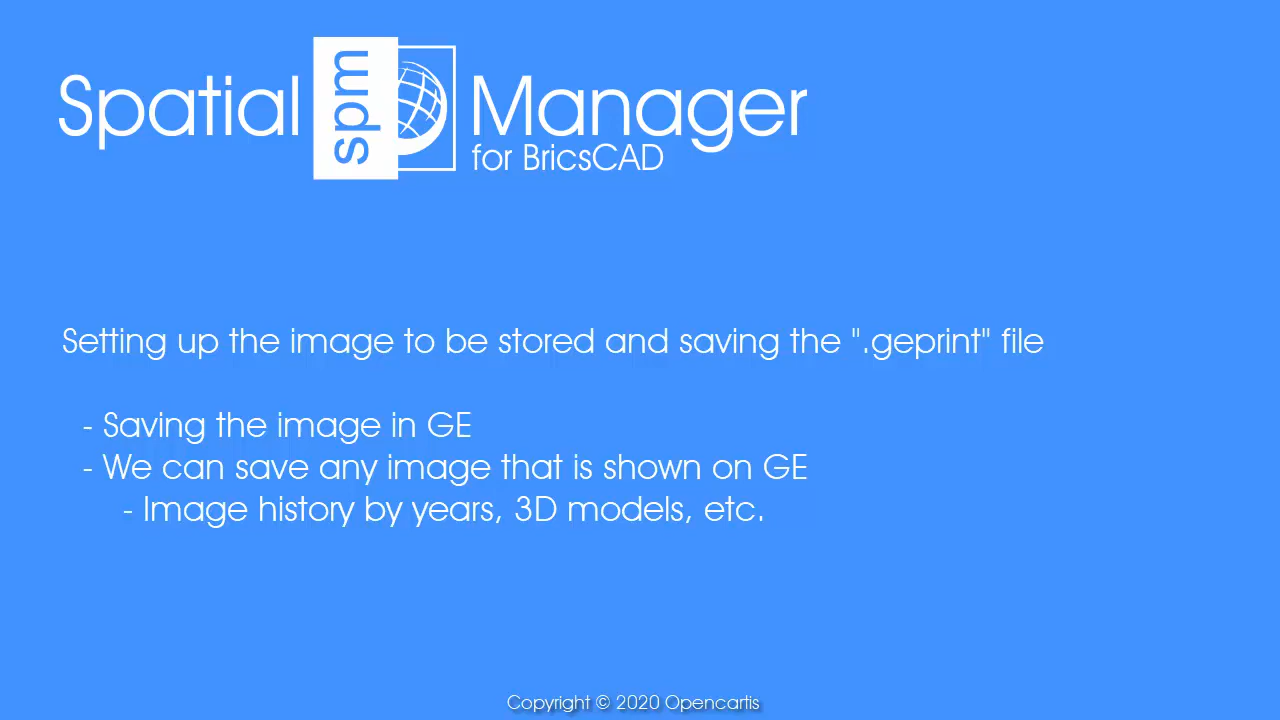 Spatial spm Manager
for BricsCAD
Setting up the image to be stored and saving the ".geprint" file
- Saving the image in GE
- We can save any image that is shown on GE
- Image history by years, 3D models, etc.
Copyright © 2020 Opencartis